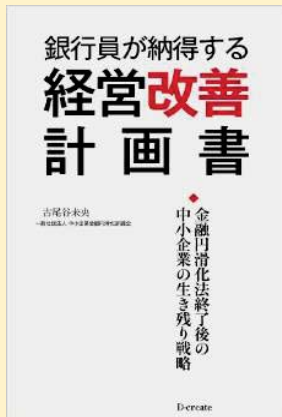 銀行員が納得する
経営改善
計画書
金融円滑化法終了後の
中小企業の生き残り戦略
古尾谷未央
D-create